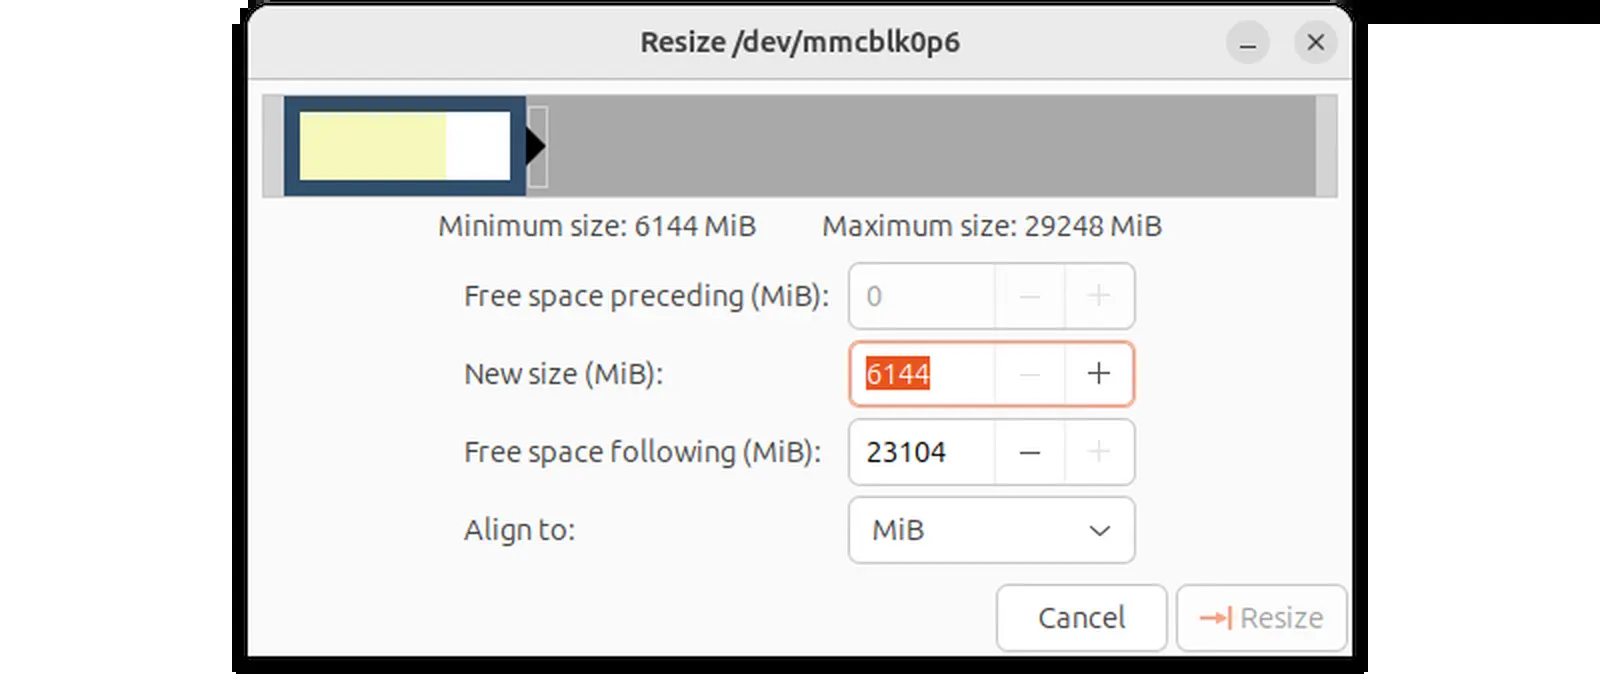 Resize /dev/mmcblk0p6
Minimum size: 6144 MiB Maximum size: 29248 MiB
Free space preceding (MiB): 0
New size (MiB): 6144
Free space following (MiB): 23104
Align to: MiB
Cancel Resize